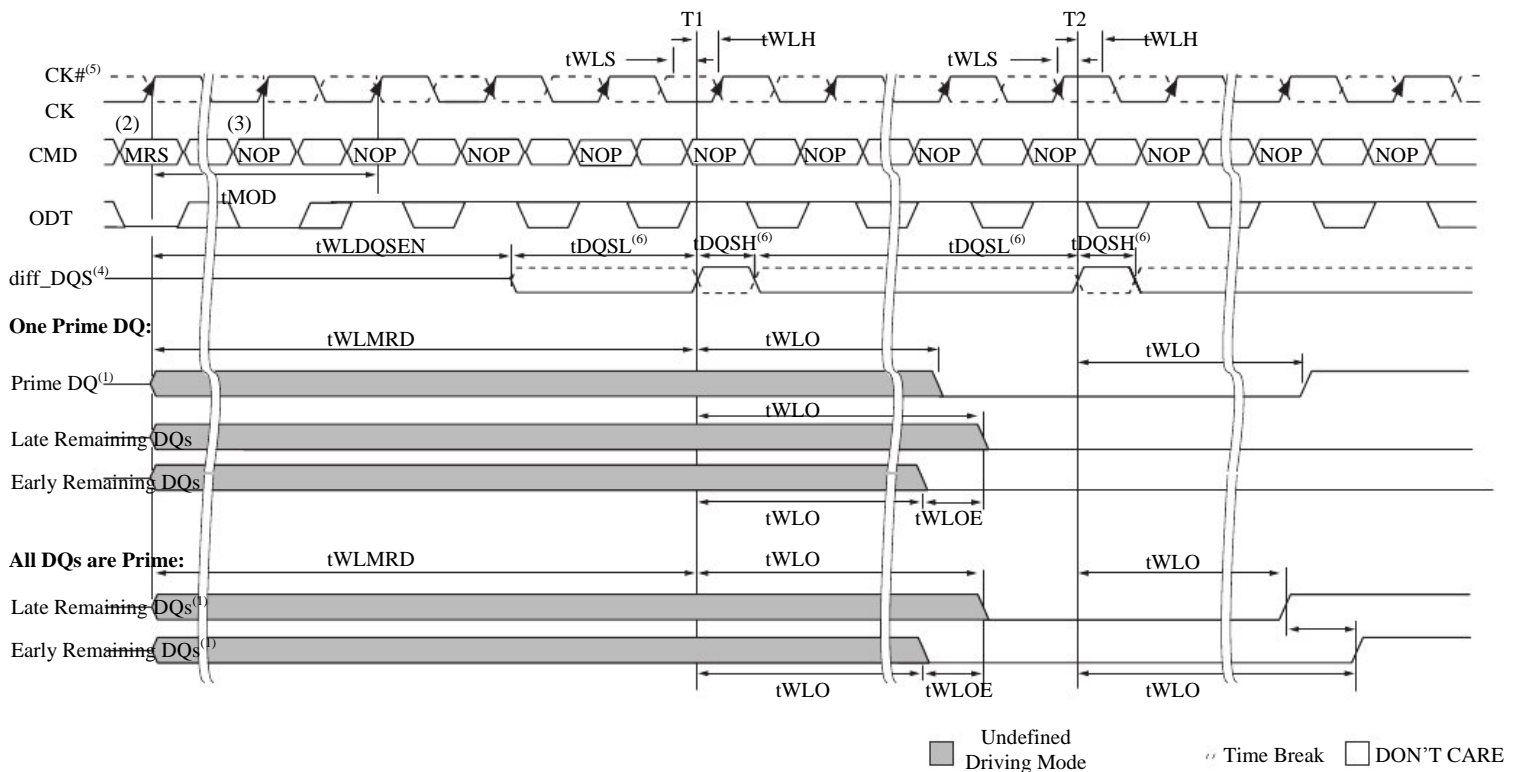 T1 T2
tWLH tWLH
tWLS tWLS
CK#(5)
CK
(2) (3)
CMD MRS NOP NOP NOP NOP NOP NOP NOP NOP NOP NOP NOP
tMOD
ODT
tWLDQSEN tDQSL(6) tDQSH(6) tDQSL(6) tDQSH(6)
diff_DQS(4)
One Prime DQ:
tWLMRD tWLO tWLO
Prime DQ(1)
tWLO
Late Remaining DQs
Early Remaining DQs
tWLO tWLOE
All DQs are Prime:
tWLMRD tWLO tWLO
Late Remaining DQs(1)
Early Remaining DQs(1)
tWLO tWLOE tWLO
Undefined
Driving Mode
Time Break DON'T CARE